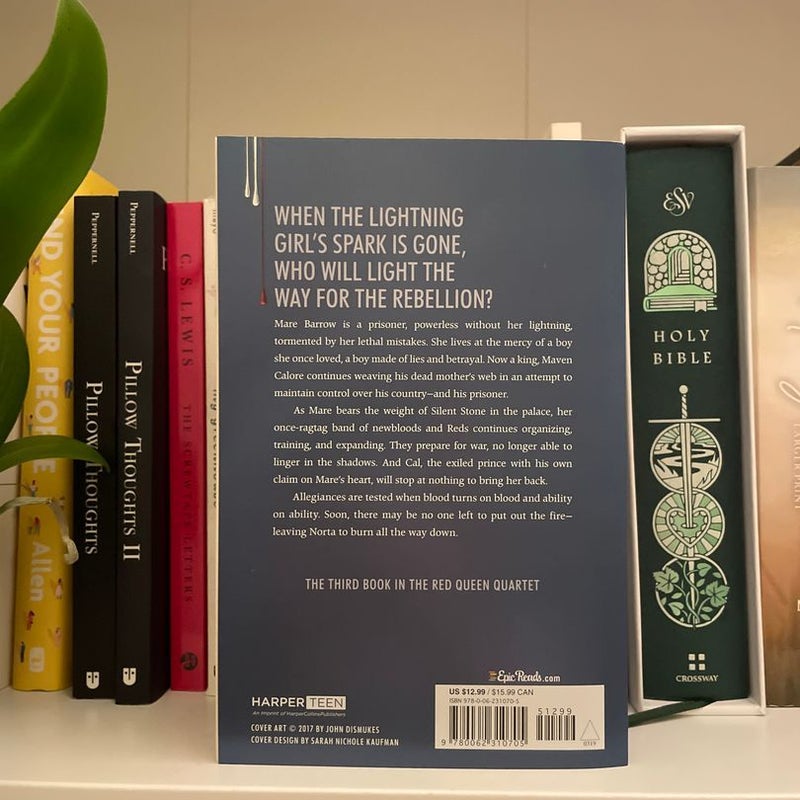 WHEN THE LIGHTNING
GIRL'S SPARK IS GONE,
WHO WILL LIGHT THE
WAY FOR THE REBELLION?
Mare Barrow is a prisoner, powerless without her lightning,
tormented by her lethal mistakes. She lives at the mercy of a boy
she once loved, a boy made of lies and betrayal. Now a king, Maven
Calore continues weaving his dead mother's web in an attempt to
maintain control over his country—and his prisoner.
As Mare bears the weight of Silent Stone in the palace, her
once-ragtag band of newbloods and Reds continues organizing,
training, and expanding. They prepare for war, no longer able to
linger in the shadows. And Cal, the exiled prince with his own
claim on Mare's heart, will stop at nothing to bring her back.
Allegiances are tested when blood turns on blood and ability
on ability. Soon, there may be no one left to put out the fire—
leaving Norta to burn all the way down.
THE THIRD BOOK IN THE RED QUEEN QUARTET
EpicReads.com
HARPER TEEN
An Imprint of HarperCollinsPublishers
COVER ART © 2017 BY JOHN DISMUKES
COVER DESIGN BY SARAH NICHOLE KAUFMAN
US $12.99 / $15.99 CAN
ISBN 978-0-06-231070-5
51299
9 780062 310705
0319
ND YOUR PEOPLE
Allen
PEPPERNELL
PILLOW THOUGHTS
PEPPERNELL
PILLOW THOUGHTS II
C. S. LEWIS
THE SCREWTAPE LETTERS
ESV
HOLY
BIBLE
CROSSWAY